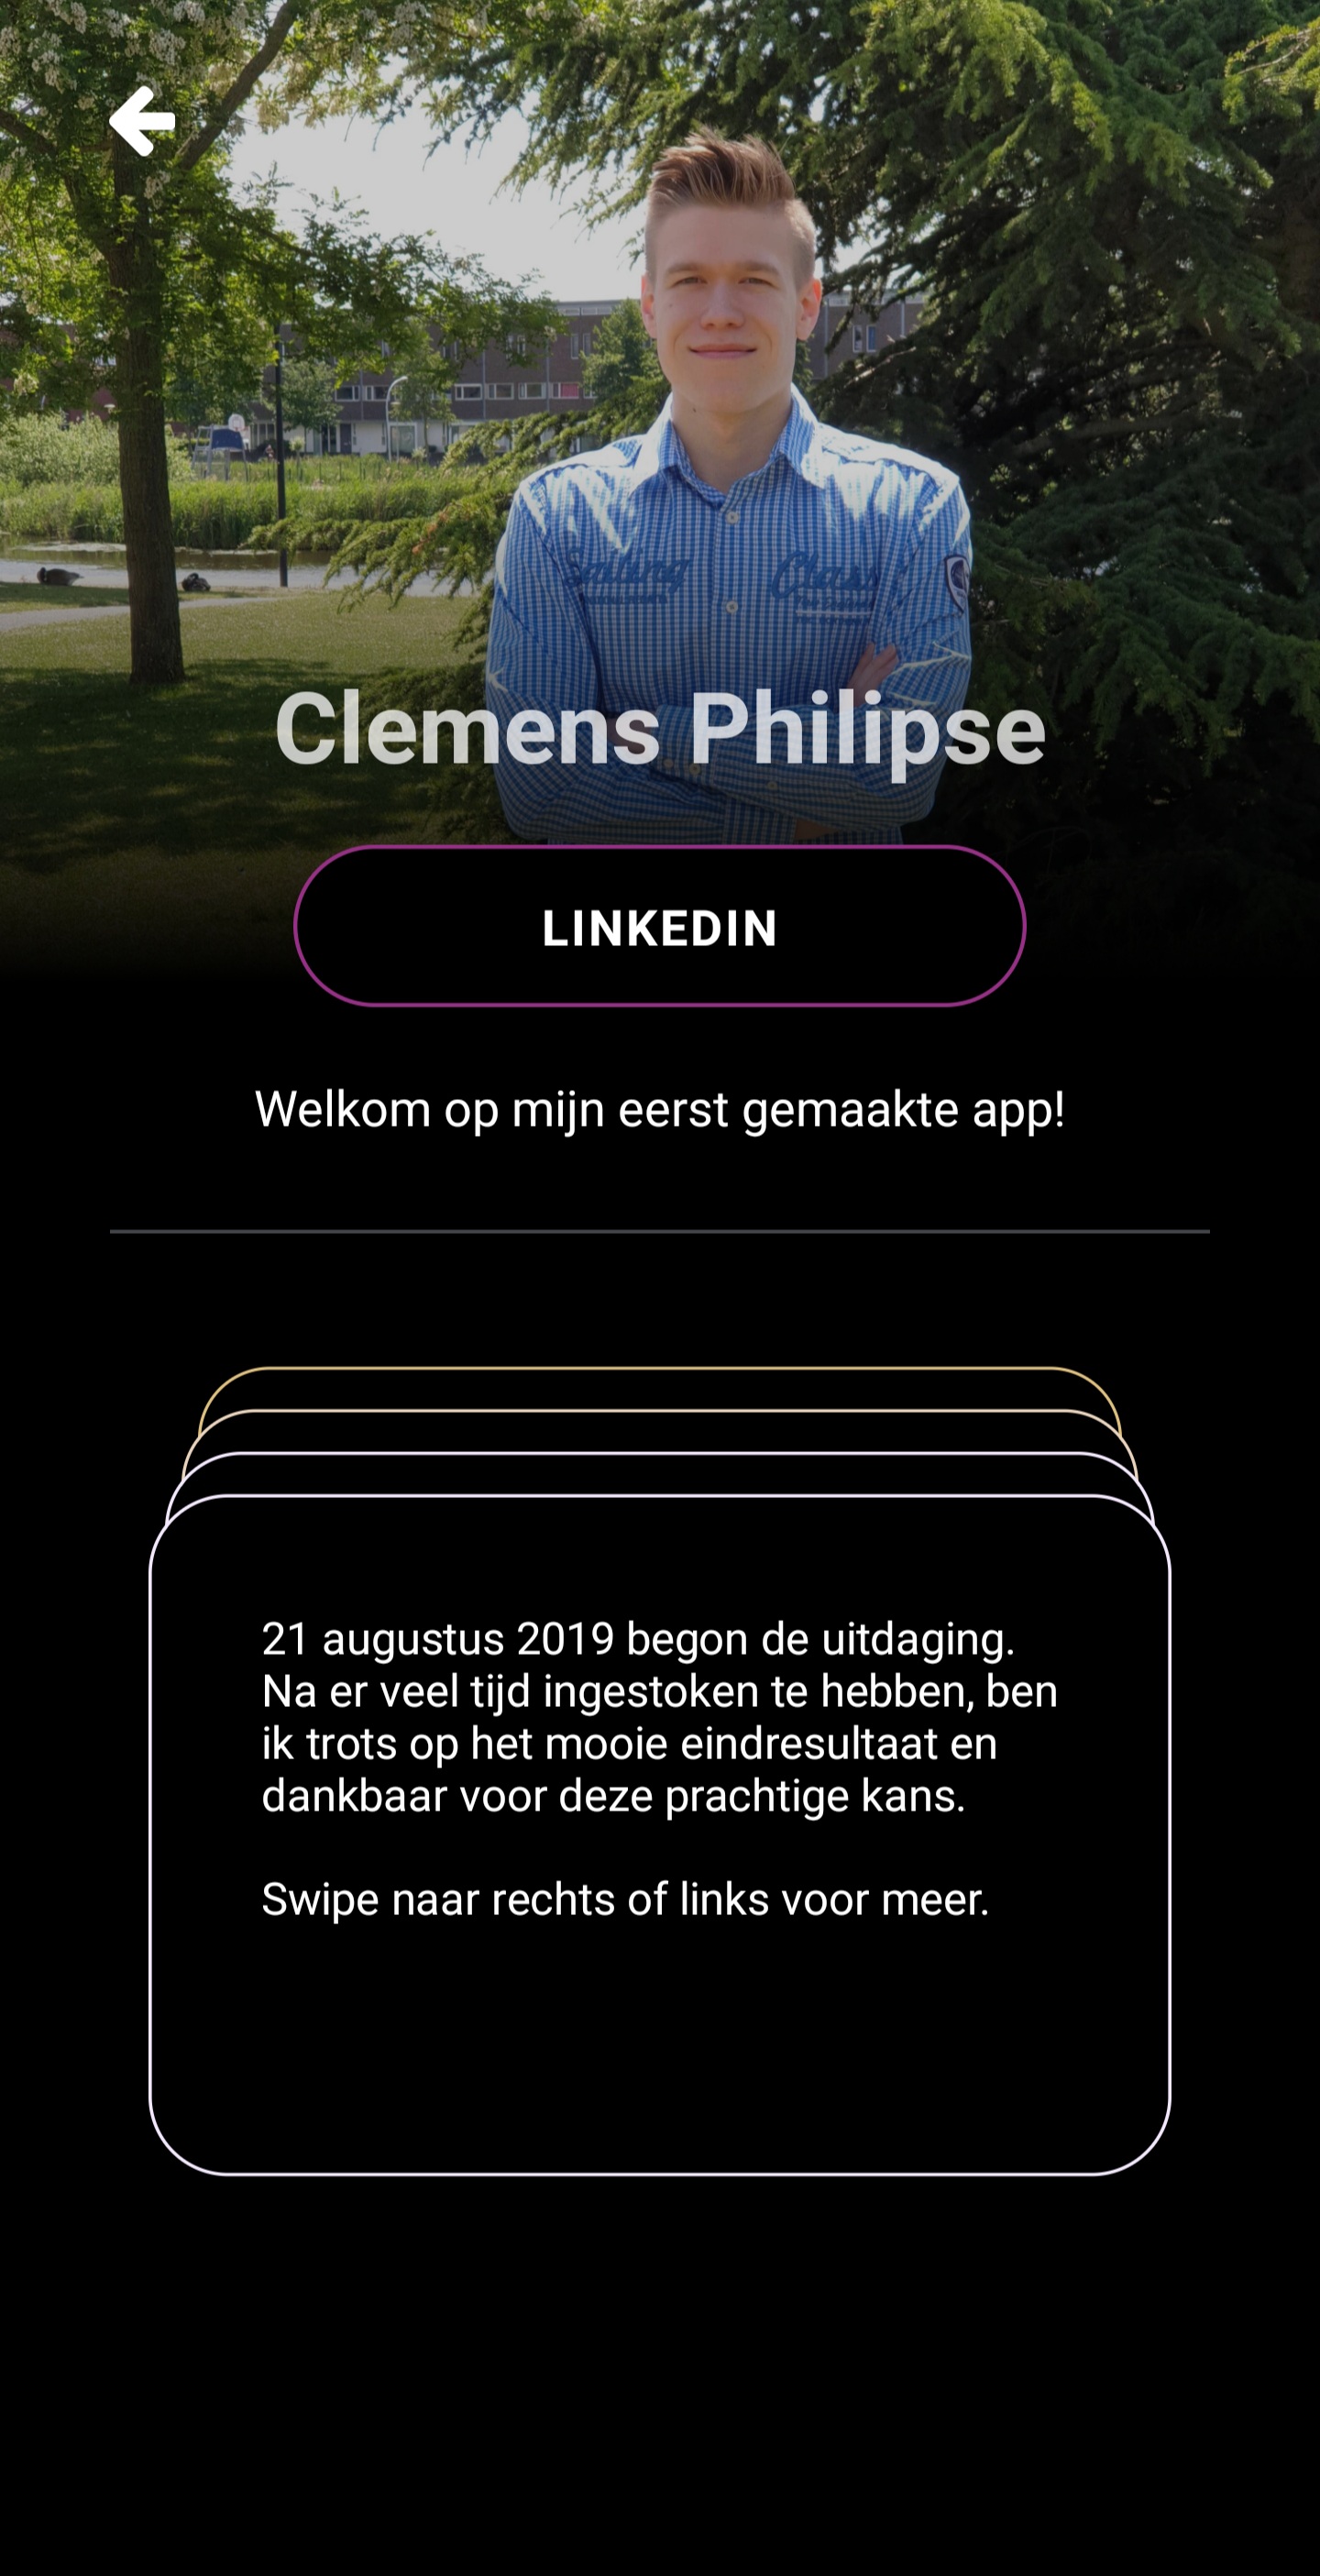 Sailing Class
Clemens Philipse
LINKEDIN
Welkom op mijn eerst gemaakte app!
21 augustus 2019 begon de uitdaging.
Na er veel tijd ingestoken te hebben, ben
ik trots op het mooie eindresultaat en
dankbaar voor deze prachtige kans.
Swipe naar rechts of links voor meer.